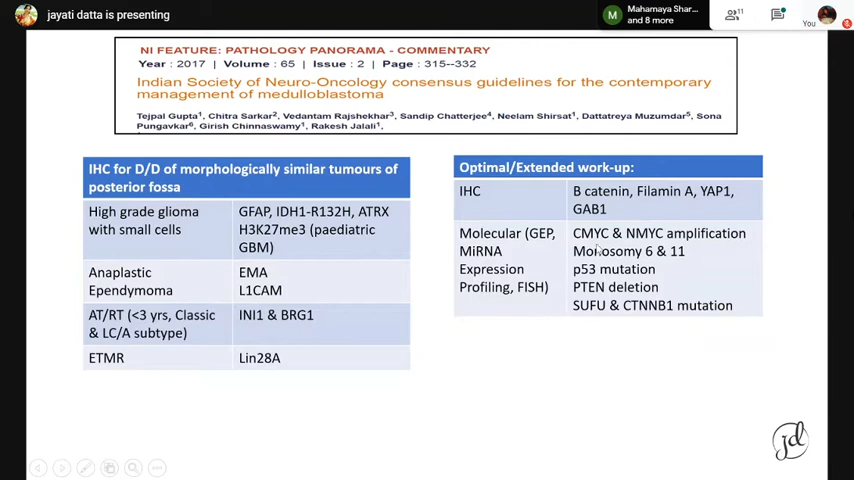 jayati datta is presenting
M
Mahamaya Shar...
and 8 more
11
You
NI FEATURE: PATHOLOGY PANORAMA - COMMENTARY
Year : 2017 | Volume : 65 | Issue : 2 | Page : 315--332
Indian Society of Neuro-Oncology consensus guidelines for the contemporary
management of medulloblastoma
Tejpal Gupta1, Chitra Sarkar2, Vedantam Rajshekhar3, Sandip Chatterjee4, Neelam Shirsat1, Dattatreya Muzumdar5, Sona
Pungavkar6, Girish Chinnaswamy1, Rakesh Jalali1,
IHC for D/D of morphologically similar tumours of
posterior fossa
High grade glioma
with small cells
GFAP, IDH1-R132H, ATRX
H3K27me3 (paediatric
GBM)
Anaplastic
Ependymoma
EMA
L1CAM
AT/RT (<3 yrs, Classic
& LC/A subtype)
INI1 & BRG1
ETMR
Lin28A
Optimal/Extended work-up:
IHC
B catenin, Filamin A, YAP1,
GAB1
Molecular (GEP,
MiRNA
Expression
Profiling, FISH)
CMYC & NMYC amplification
Monosomy 6 & 11
p53 mutation
PTEN deletion
SUFU & CTNNB1 mutation
jd